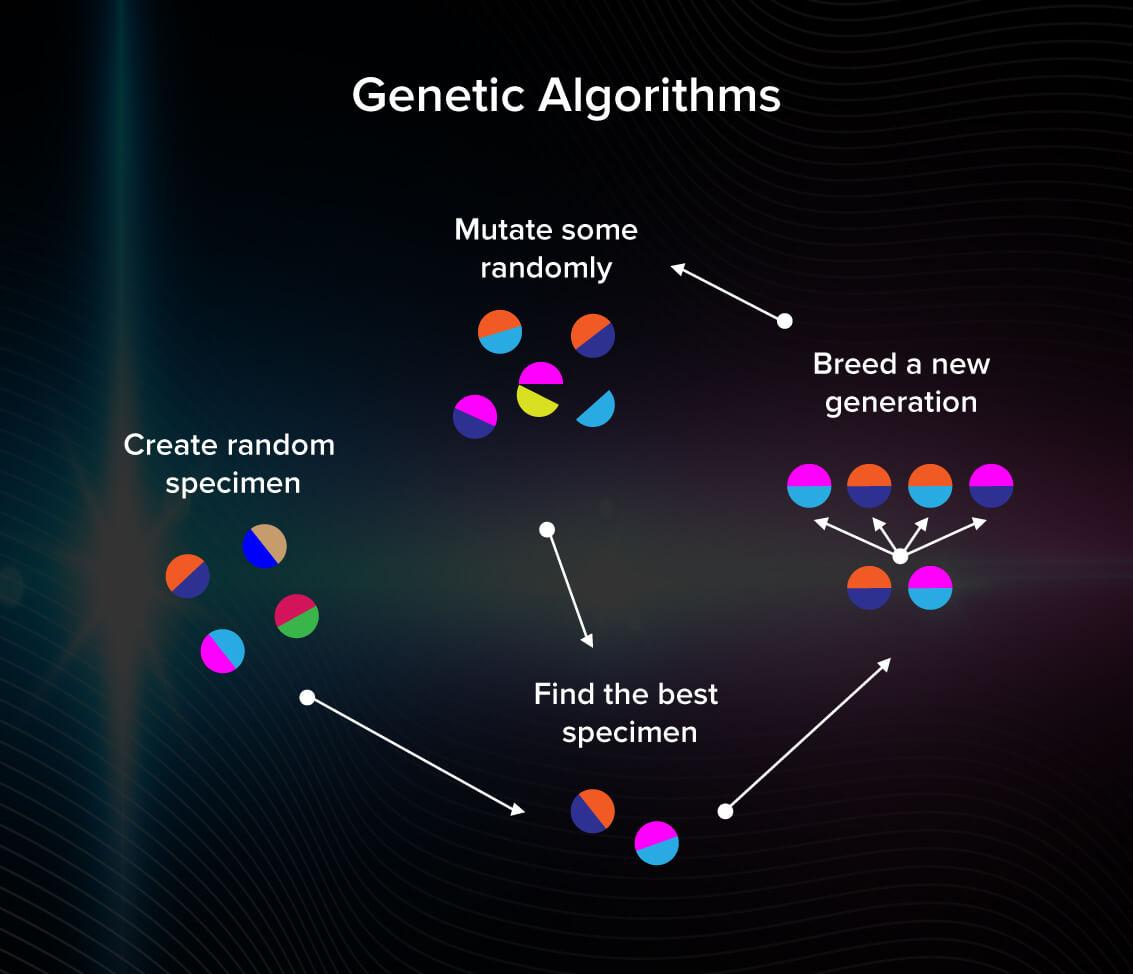 Genetic Algorithms
Mutate some
randomly
Breed a new
generation
Create random
specimen
Find the best
specimen